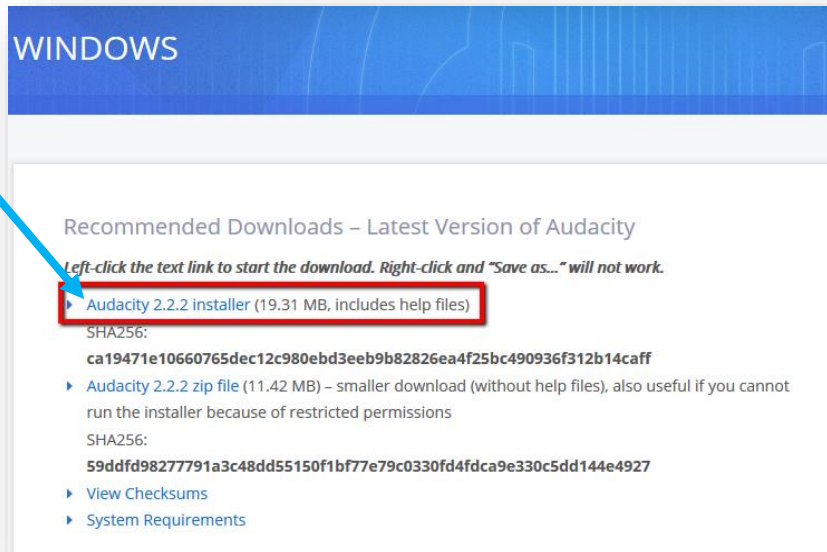 WINDOWS
Recommended Downloads – Latest Version of Audacity
Left-click the text link to start the download. Right-click and "Save as..." will not work.
Audacity 2.2.2 installer (19.31 MB, includes help files)
SHA256:
ca19471e10660765dec12c980ebd3eeb9b82826ea4f25bc490936f312b14caff
Audacity 2.2.2 zip file (11.42 MB) – smaller download (without help files), also useful if you cannot
run the installer because of restricted permissions
SHA256:
59ddfd98277791a3c48dd55150f1bf77e79c0330fd4fdca9e330c5dd144e4927
View Checksums
System Requirements